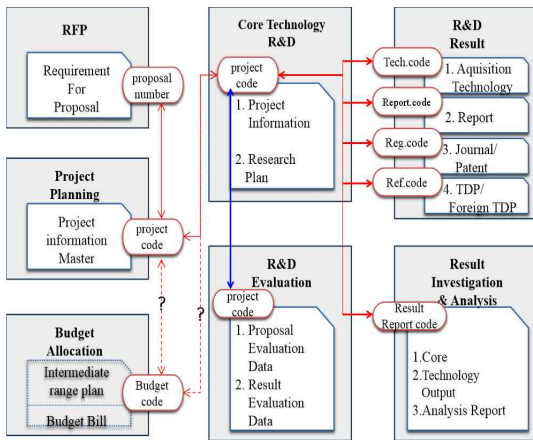 RFP
Requirement
For
Proposal
proposal
number
Project
Planning
Project
information
Master
project
code
?
?
Budget
Allocation
Intermediate
range plan
Budget Bill
Budget
code
Core Technology
R&D
project
code
1. Project
Information
2. Research
Plan
R&D
Evaluation
project
code
1. Proposal
Evaluation
Data
2. Result
Evaluation
Data
R&D
Result
Tech.code
1. Aquisition
Technology
Report.code
2. Report
Reg.code
3. Journal/
Patent
Ref.code
4. TDP/
Foreign TDP
Result
Investigation
& Analysis
Result
Report code
1.Core
2.Technology
Output
3.Analysis Report